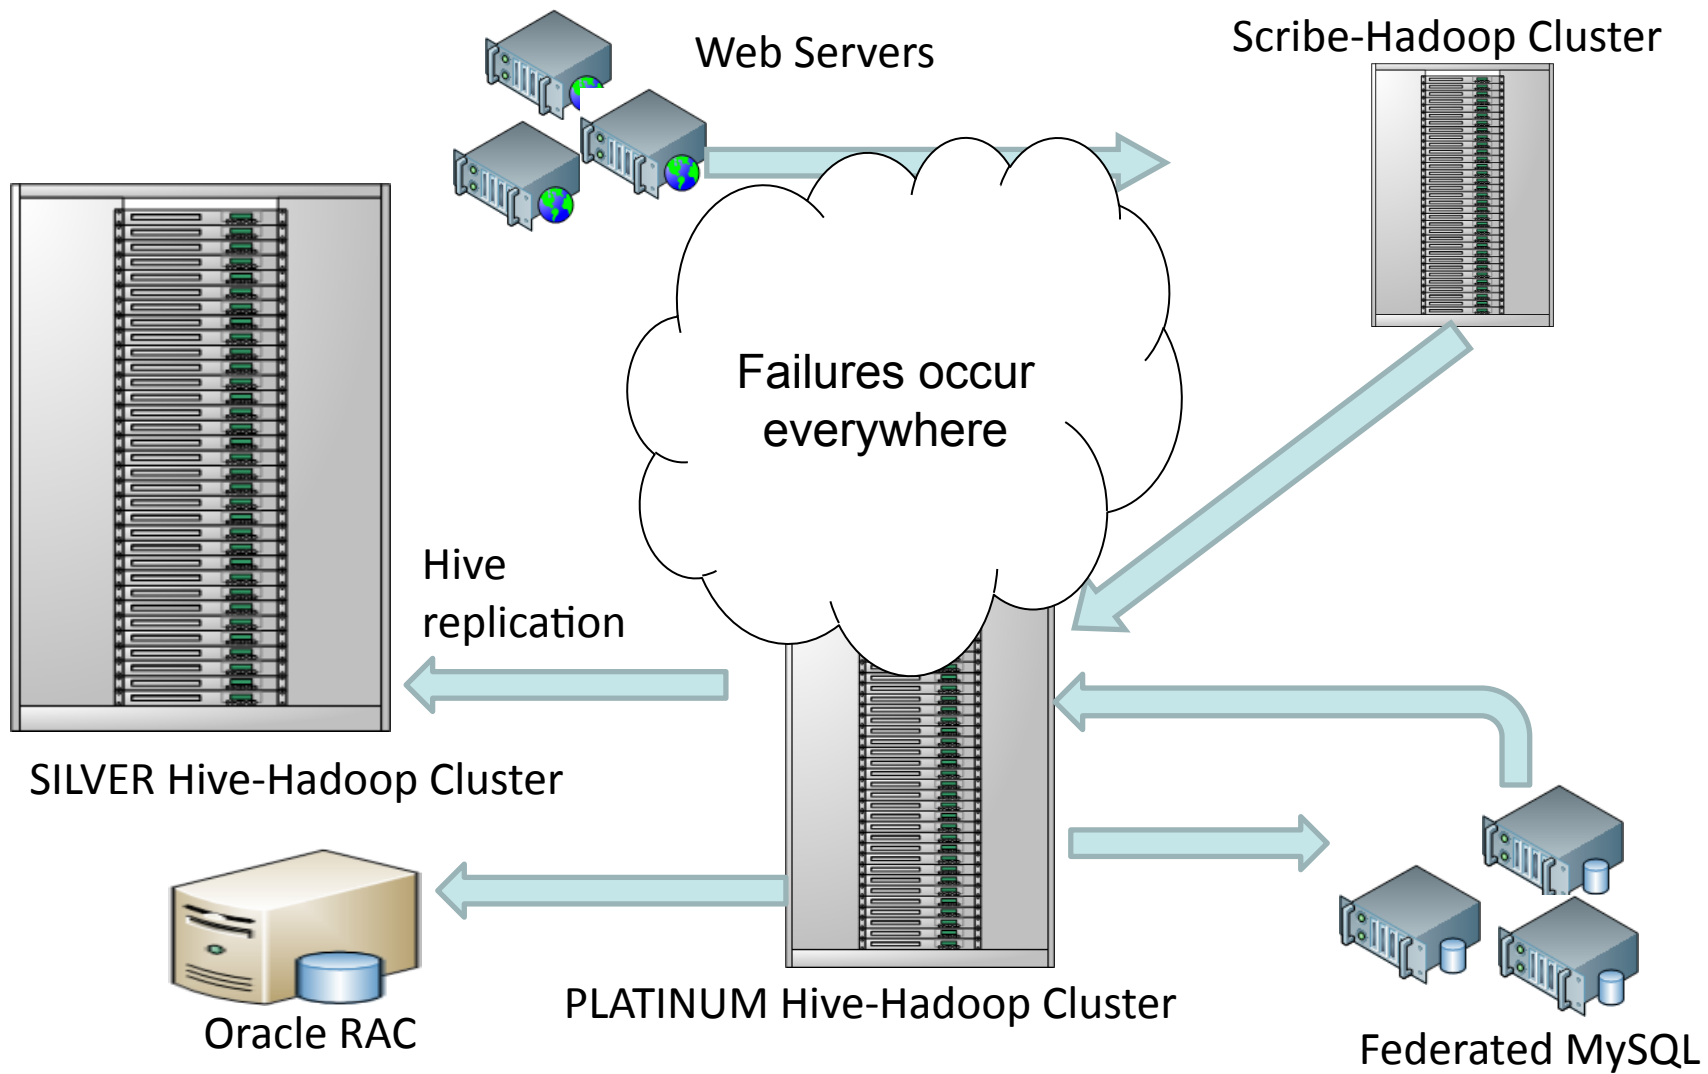 Web Servers
Scribe-Hadoop Cluster
Failures occur
everywhere
Hive
replication
SILVER Hive-Hadoop Cluster
PLATINUM Hive-Hadoop Cluster
Oracle RAC
Federated MySQL